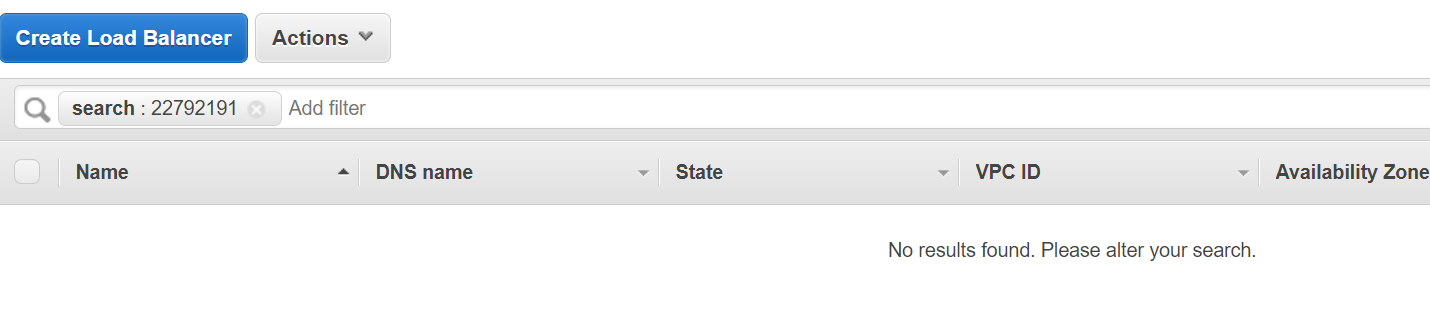 Create Load Balancer Actions
search : 22792191 Add filter
Name DNS name State VPC ID Availability Zone
No results found. Please alter your search.